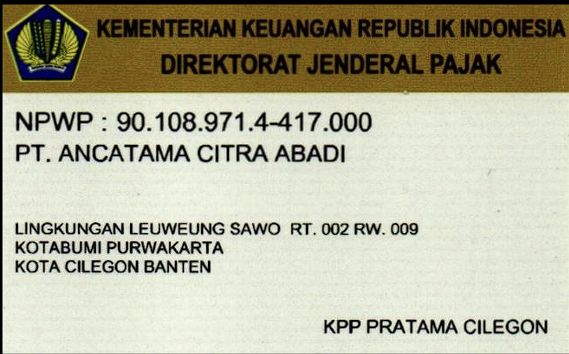 KEMENTERIAN KEUANGAN REPUBLIK INDONESIA
DIREKTORAT JENDERAL PAJAK
NPWP : 90.108.971.4-417.000
PT. ANCATAMA CITRA ABADI
LINGKUNGAN LEUWEUNG SAWO RT. 002 RW. 009
KOTABUMI PURWAKARTA
KOTA CILEGON BANTEN
KPP PRATAMA CILEGON